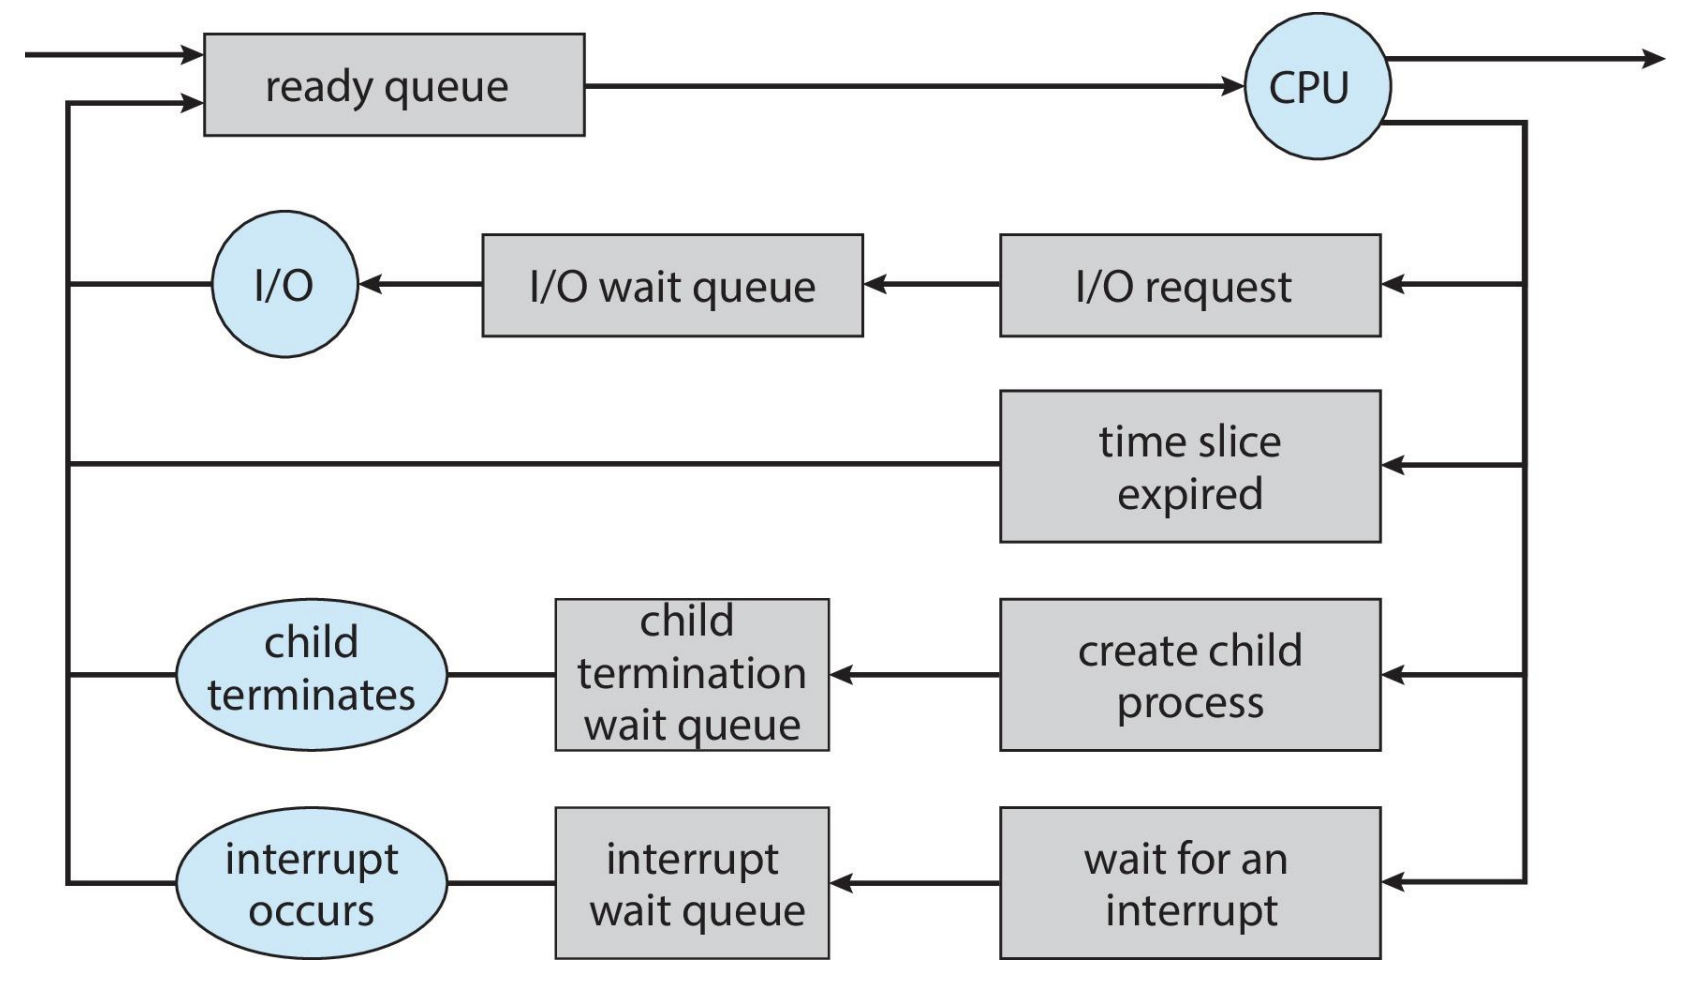 ready queue
CPU
I/O
I/O wait queue
I/O request
time slice
expired
child
terminates
child
termination
wait queue
create child
process
interrupt
occurs
interrupt
wait queue
wait for an
interrupt